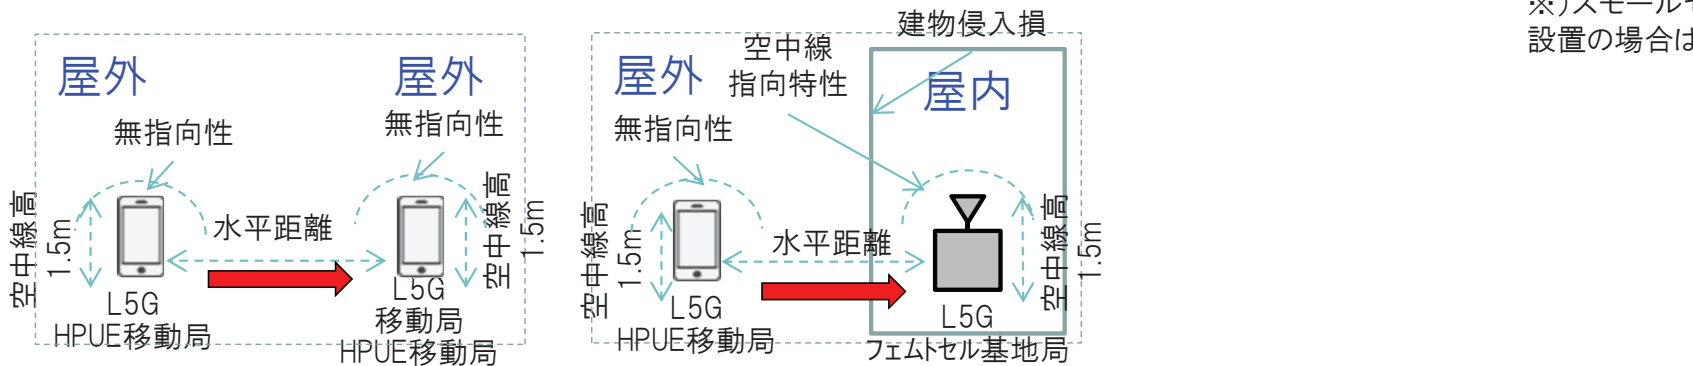 屋外
屋外
無指向性
無指向性
空中線高
1.5m
水平距離
空中線高
1.5m
L5G
HPUE移動局
L5G
移動局
HPUE移動局
建物侵入損
空中線
指向特性
屋外
屋内
無指向性
空中線高
1.5m
水平距離
空中線高
1.5m
L5G
HPUE移動局
L5G
フェムトセル基地局
※)スモールセ
設置の場合は